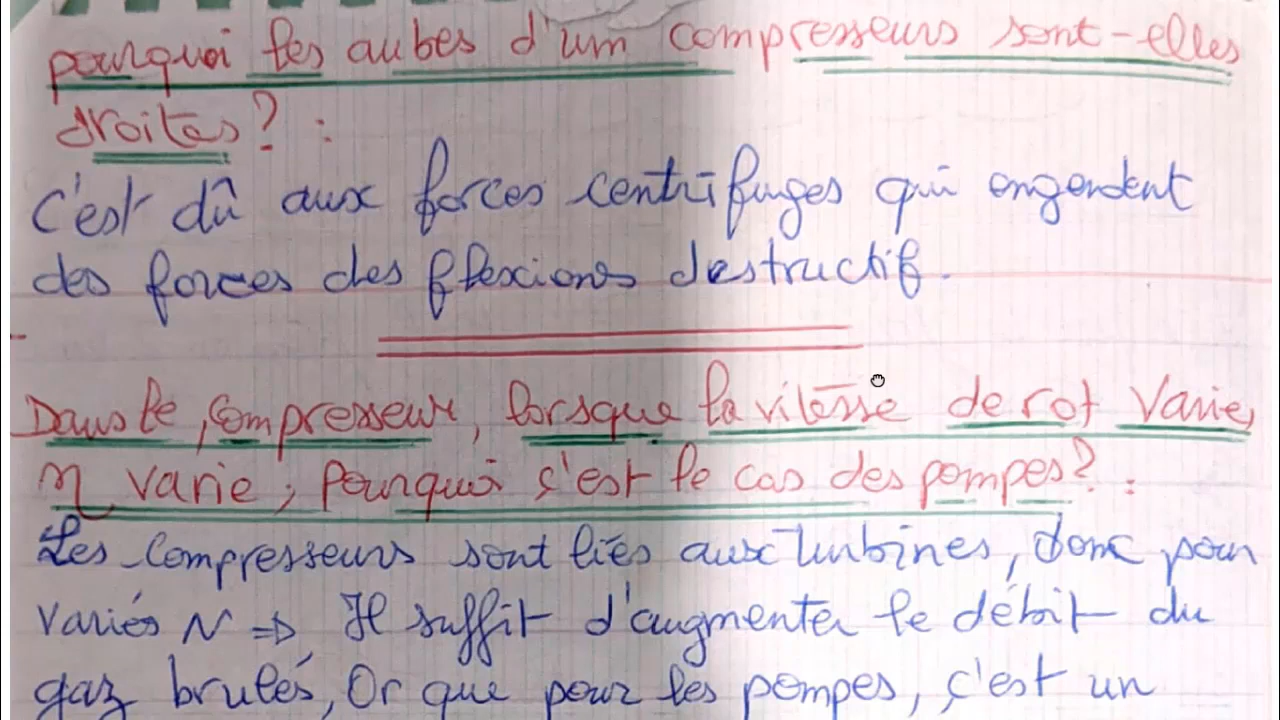 pourquoi les aubes d'um compresseurs sont-elles
droites? :
C'est dû aux forces centrifuges qui engendent
des forces des flexions destructif.
Dans le compresseur, lorsque la vitesse de rot varie,
η varie, pourquoi ç'est le cas des pompes? :
Les compresseurs sont liés aux turbines, donc pour
variés N => Il suffit d'augmenter le débit du
gaz brulés, Or que pour les pompes, ç'est un